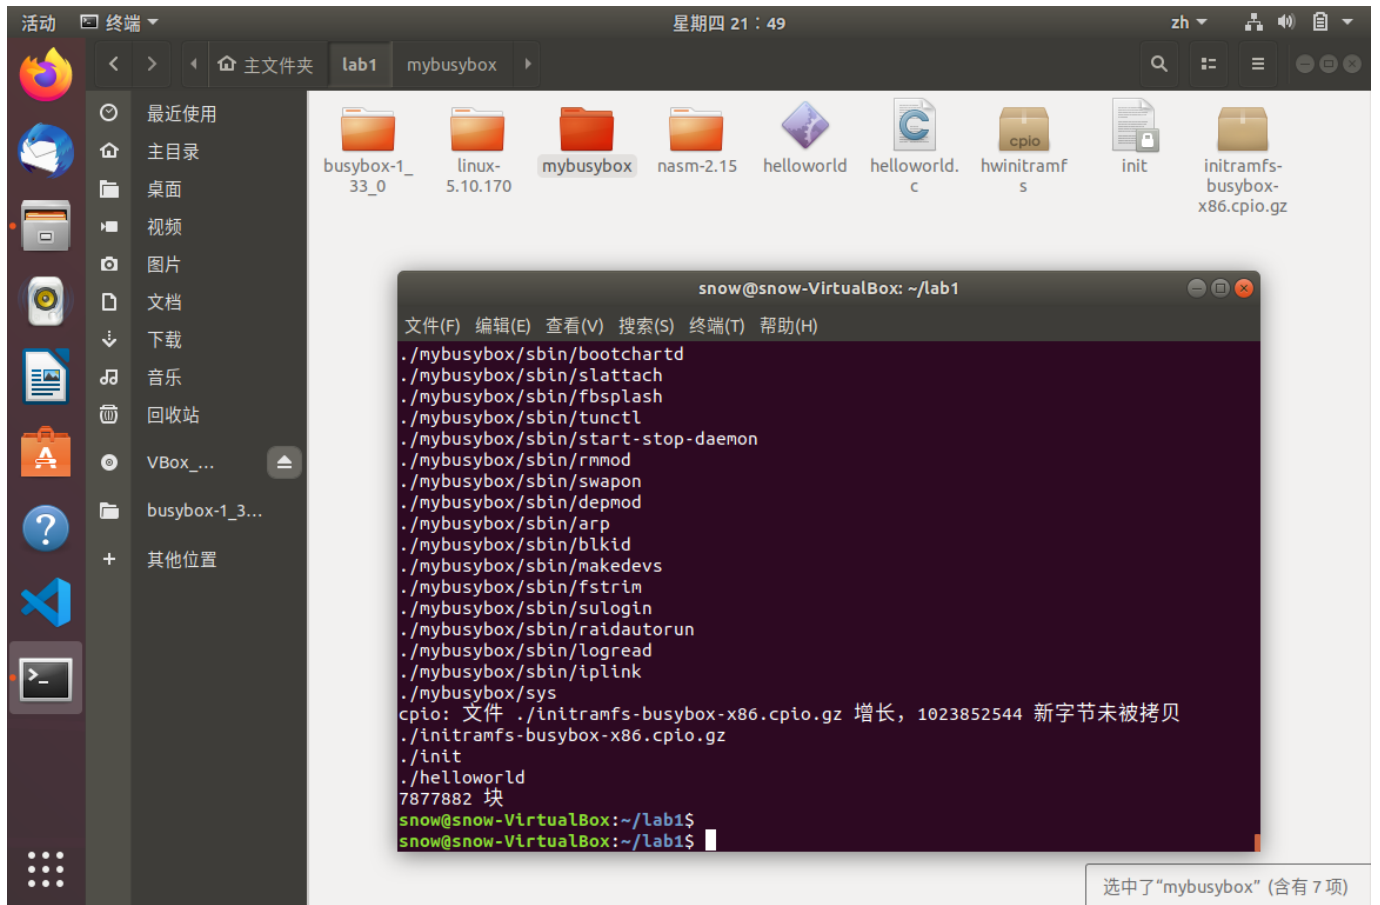 活动 终端 星期四 21：49 zh
主文件夹 lab1 mybusybox
最近使用
主目录
桌面
视频
图片
文档
下载
音乐
回收站
VBox_...
busybox-1_3...
其他位置
busybox-1_
33_0
linux-
5.10.170
mybusybox
nasm-2.15
helloworld
helloworld.
c
cpio
hwinitramf
s
init
initramfs-
busybox-
x86.cpio.gz
snow@snow-VirtualBox: ~/lab1
文件(F) 编辑(E) 查看(V) 搜索(S) 终端(T) 帮助(H)
./mybusybox/sbin/bootchartd
./mybusybox/sbin/slattach
./mybusybox/sbin/fbsplash
./mybusybox/sbin/tunctl
./mybusybox/sbin/start-stop-daemon
./mybusybox/sbin/rmmod
./mybusybox/sbin/swapon
./mybusybox/sbin/depmod
./mybusybox/sbin/arp
./mybusybox/sbin/blkid
./mybusybox/sbin/makedevs
./mybusybox/sbin/fstrim
./mybusybox/sbin/sulogin
./mybusybox/sbin/raidautorun
./mybusybox/sbin/logread
./mybusybox/sbin/iplink
./mybusybox/sys
cpio: 文件 ./initramfs-busybox-x86.cpio.gz 增长，1023852544 新字节未被拷贝
./initramfs-busybox-x86.cpio.gz
./init
./helloworld
7877882 块
snow@snow-VirtualBox:~/lab1$
snow@snow-VirtualBox:~/lab1$
选中了“mybusybox” (含有 7 项)